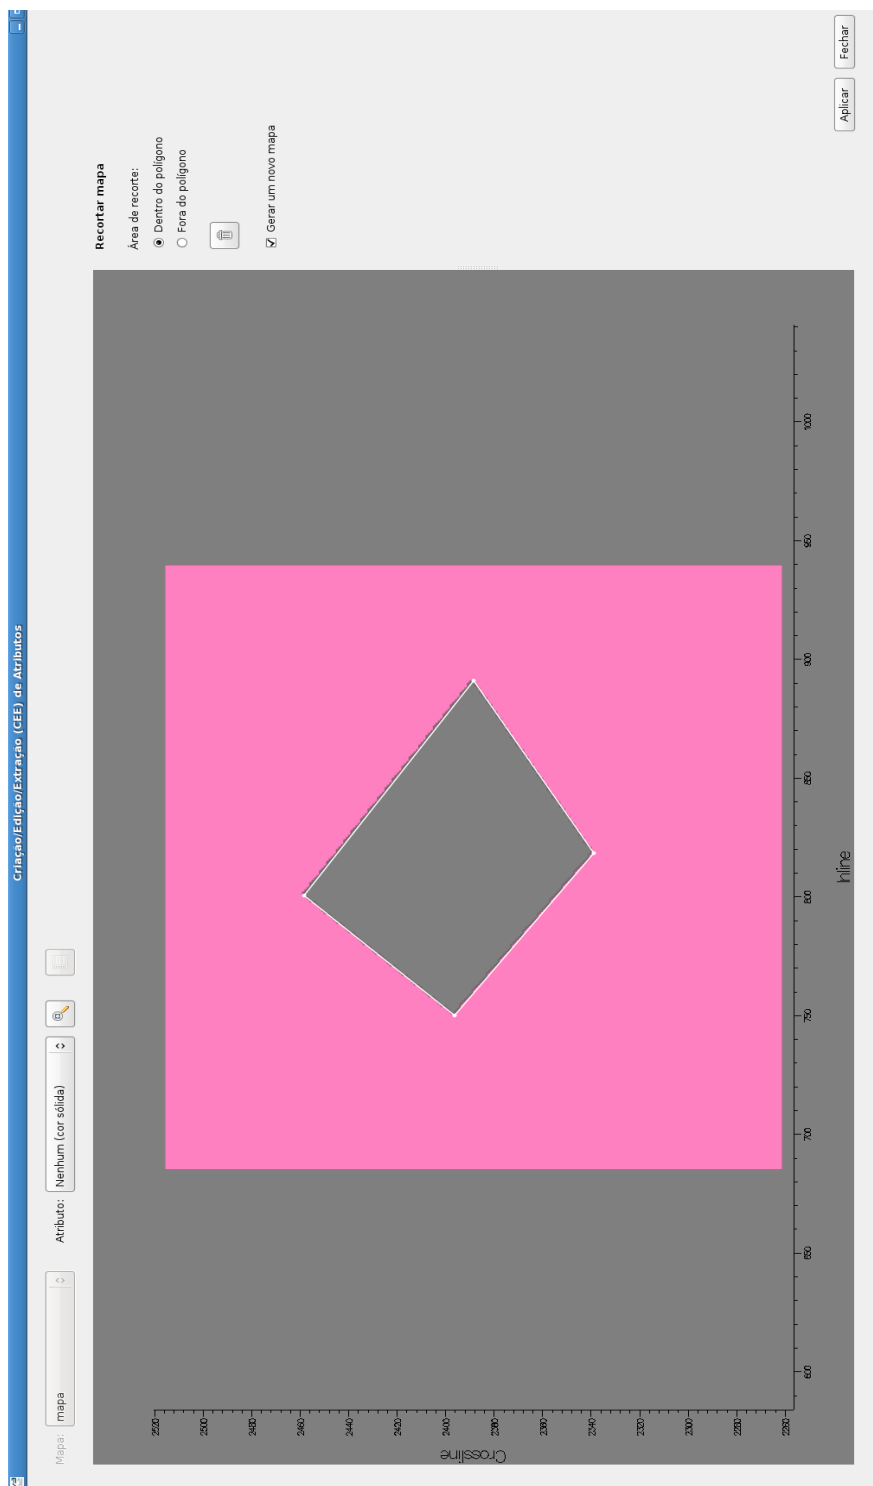 Criação/Edição/Extração (CEE) de Atributos
Mapa: mapa Atributo: Nenhum (cor sólida)
Recortar mapa
Área de recorte:
Dentro do polígono
Fora do polígono
Gerar um novo mapa
Crossline
2520
2500
2480
2460
2440
2420
2400
2380
2360
2340
2320
2300
2280
2260
600 650 700 750 800 850 900 950 1000
Inline
Aplicar Fechar